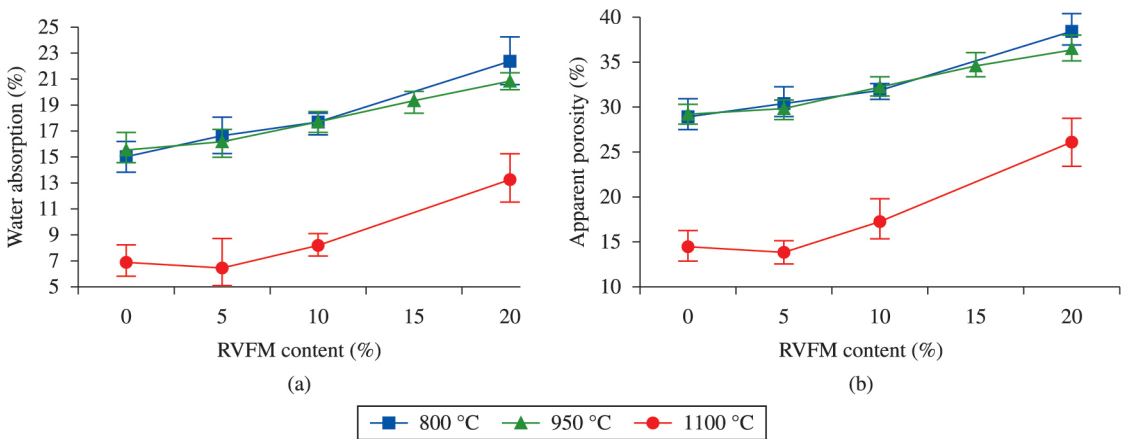 Water absorption (%)
25
23
21
19
17
15
13
11
9
7
5
0 5 10 15 20
RVFM content (%)
(a)
Apparent porosity (%)
40
35
30
25
20
15
10
0 5 10 15 20
RVFM content (%)
(b)
800 °C 950 °C 1100 °C